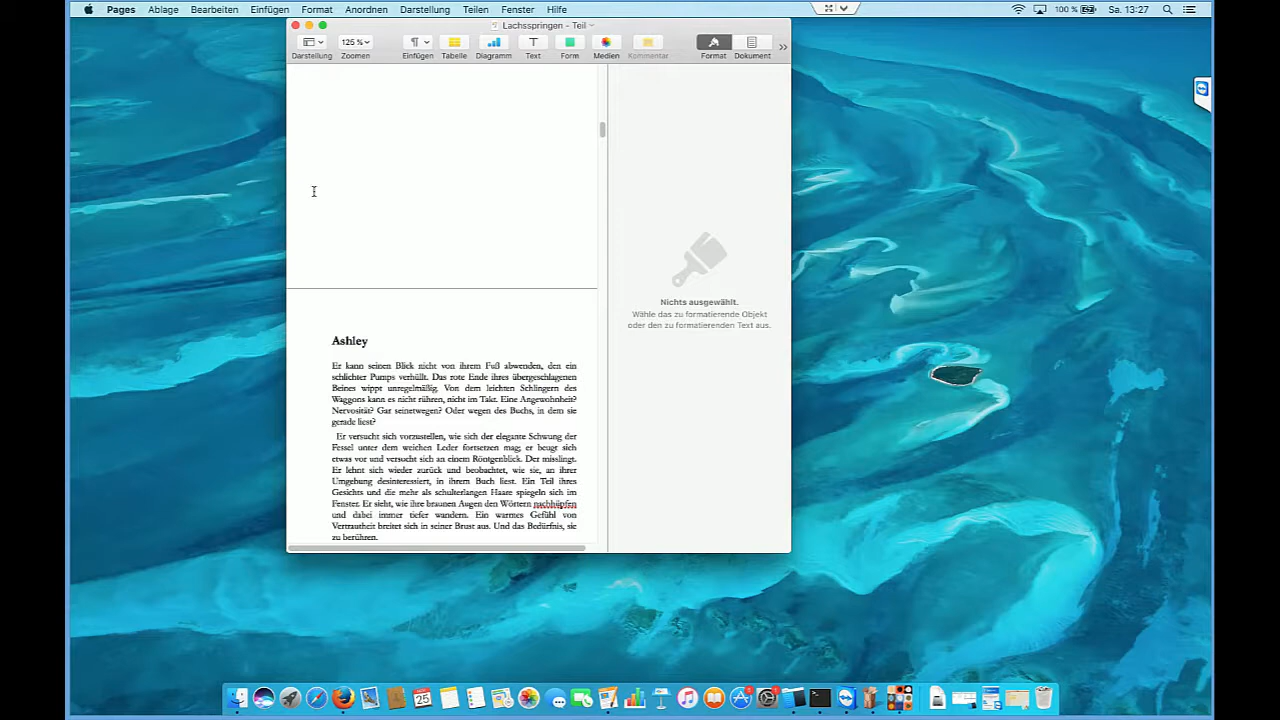 Pages Ablage Bearbeiten Einfügen Format Anordnen Darstellung Teilen Fenster Hilfe 100 % Sa. 13:27
Lachsspringen - Teil
125 %
Darstellung Zoomen Einfügen Tabelle Diagramm Text Form Medien Kommentar Format Dokument
Nichts ausgewählt.
Wähle das zu formatierende Objekt
oder den zu formatierenden Text aus.
Ashley
Er kann seinen Blick nicht von ihrem Fuß abwenden, den ein
schlichter Pumps verhüllt. Das rote Ende ihres übergeschlagenen
Beines wippt unregelmäßig. Von dem leichten Schlingern des
Waggons kann es nicht rühren, nicht im Takt. Eine Angewohnheit?
Nervosität? Gar seinetwegen? Oder wegen des Buchs, in dem sie
gerade liest?
Er versucht sich vorzustellen, wie sich der elegante Schwung der
Fessel unter dem weichen Leder fortsetzen mag; er beugt sich
etwas vor und versucht sich an einem Röntgenblick. Der misslingt.
Er lehnt sich wieder zurück und beobachtet, wie sie, an ihrer
Umgebung desinteressiert, in ihrem Buch liest. Ein Teil ihres
Gesichts und die mehr als schulterlangen Haare spiegeln sich im
Fenster. Er sieht, wie ihre braunen Augen den Wörtern nachhüpfen
und dabei immer tiefer wandern. Ein warmes Gefühl von
Vertrautheit breitet sich in seiner Brust aus. Und das Bedürfnis, sie
zu berühren.
25